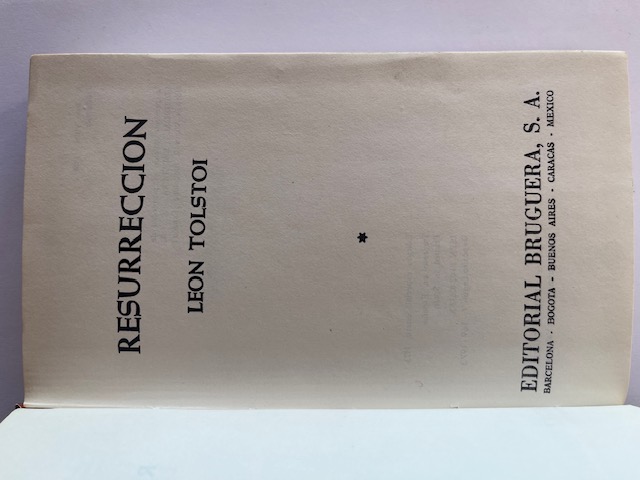 RESURRECCION
LEON TOLSTOI
*
EDITORIAL BRUGUERA, S. A.
BARCELONA - BOGOTA - BUENOS AIRES - CARACAS - MEXICO